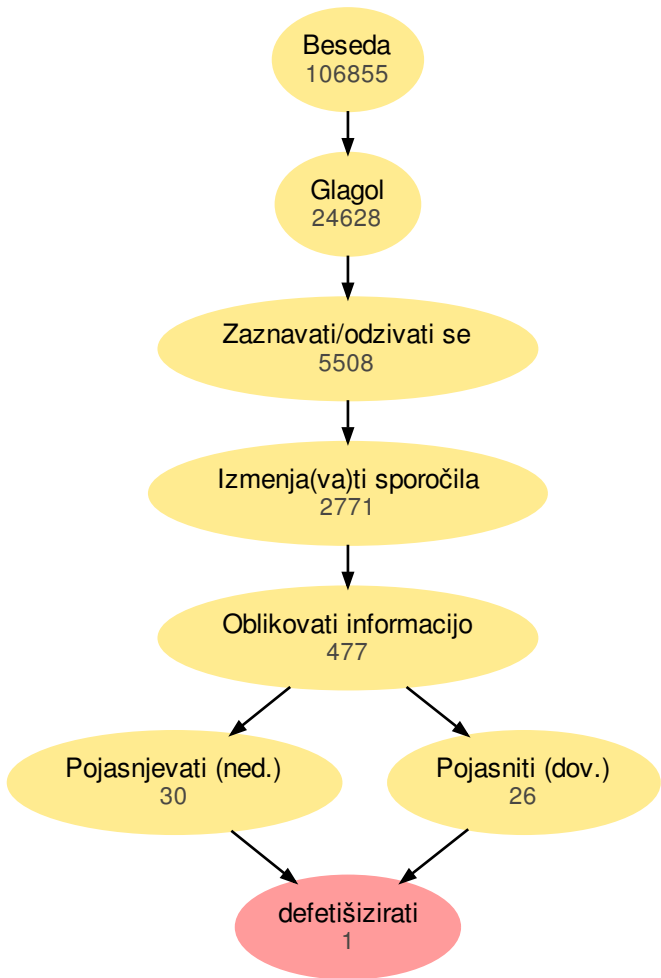 Beseda
106855
Glagol
24628
Zaznavati/odzivati se
5508
Izmenja(va)ti sporočila
2771
Oblikovati informacijo
477
Pojasnjevati (ned.)
30
Pojasniti (dov.)
26
defetišizirati
1